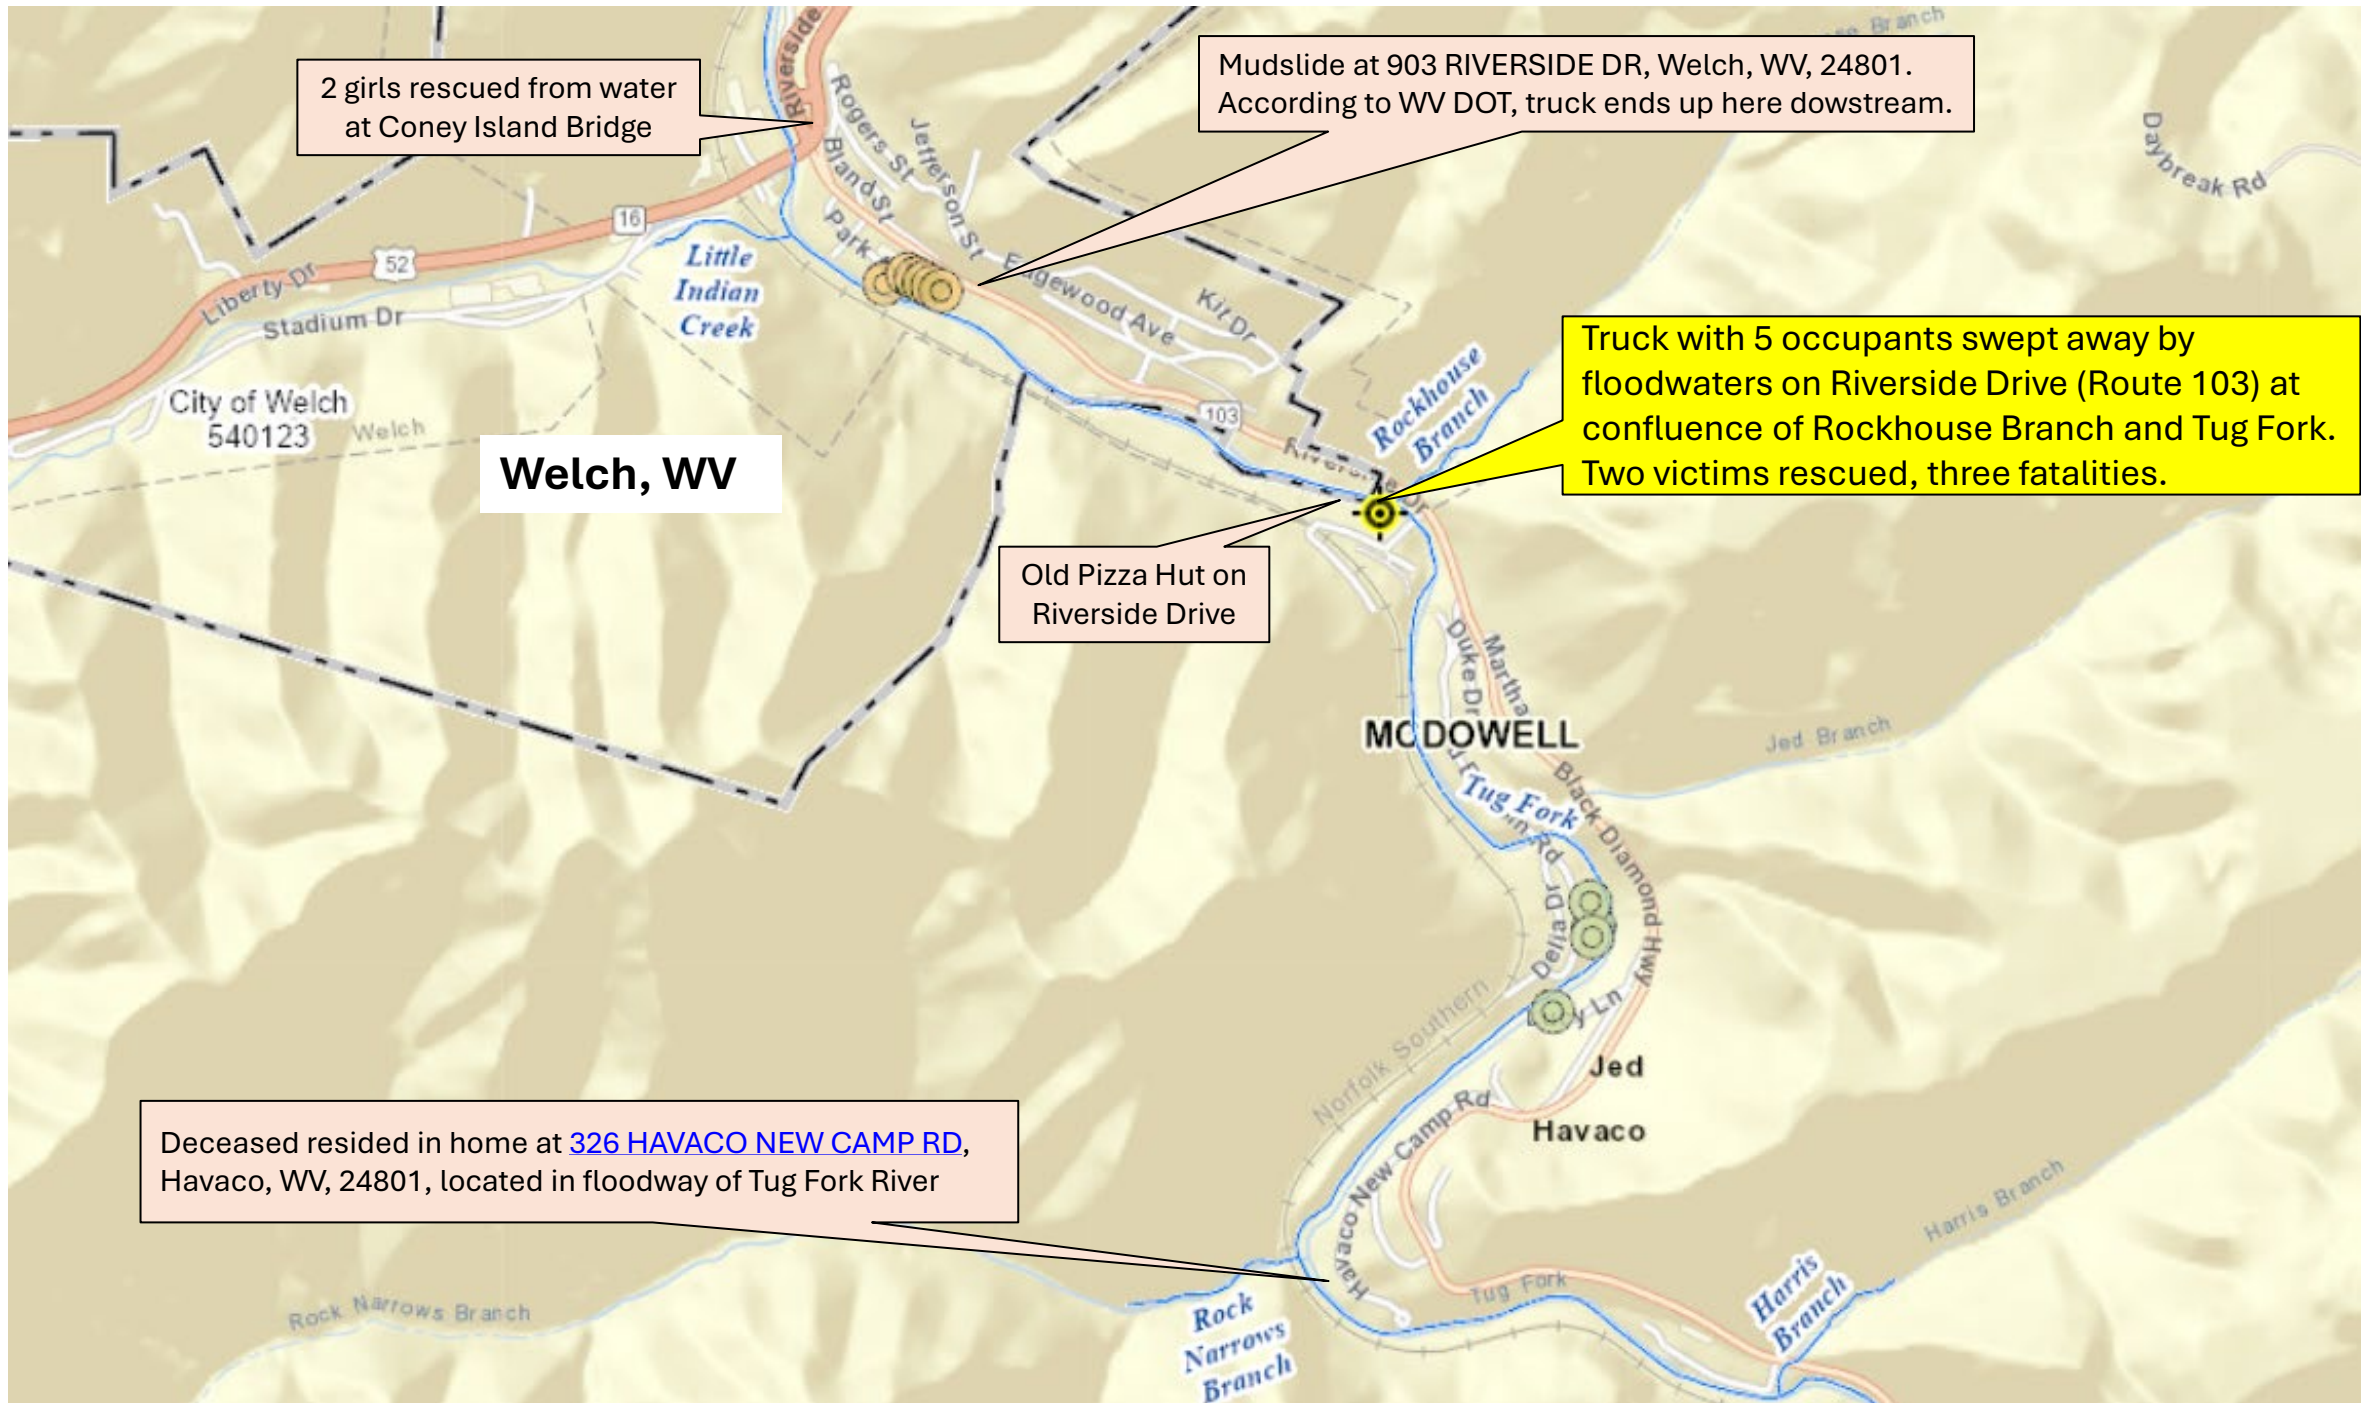 Riverside
se Branch
2 girls rescued from water
at Coney Island Bridge
Mudslide at 903 RIVERSIDE DR, Welch, WV, 24801.
According to WV DOT, truck ends up here dowstream.
Rogers St
Jefferson St
Bland St
Park
Daybreak Rd
16
52
Liberty Dr
Stadium Dr
Little
Indian
Creek
Edgewood Ave
Kit Dr
City of Welch
540123
Welch
Welch, WV
103
Riverside Dr
Rockhouse
Branch
Truck with 5 occupants swept away by
floodwaters on Riverside Drive (Route 103) at
confluence of Rockhouse Branch and Tug Fork.
Two victims rescued, three fatalities.
Old Pizza Hut on
Riverside Drive
Duke Dr
Martha
MCDOWELL
Jed Branch
Tug Fork
Rd
Black Diamond Hwy
Delia Dr
y Ln
Norfolk Southern
Jed
Havaco
Havaco New Camp Rd
Deceased resided in home at 326 HAVACO NEW CAMP RD,
Havaco, WV, 24801, located in floodway of Tug Fork River
Rock Narrows Branch
Rock
Narrows
Branch
Tug Fork
Harris
Branch
Harris Branch